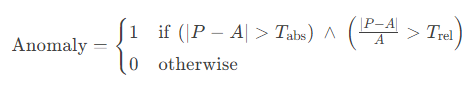 Anomaly = { 1 if (|P − A| > T_abs) ∧ (|P−A| / A > T_rel)
0 otherwise